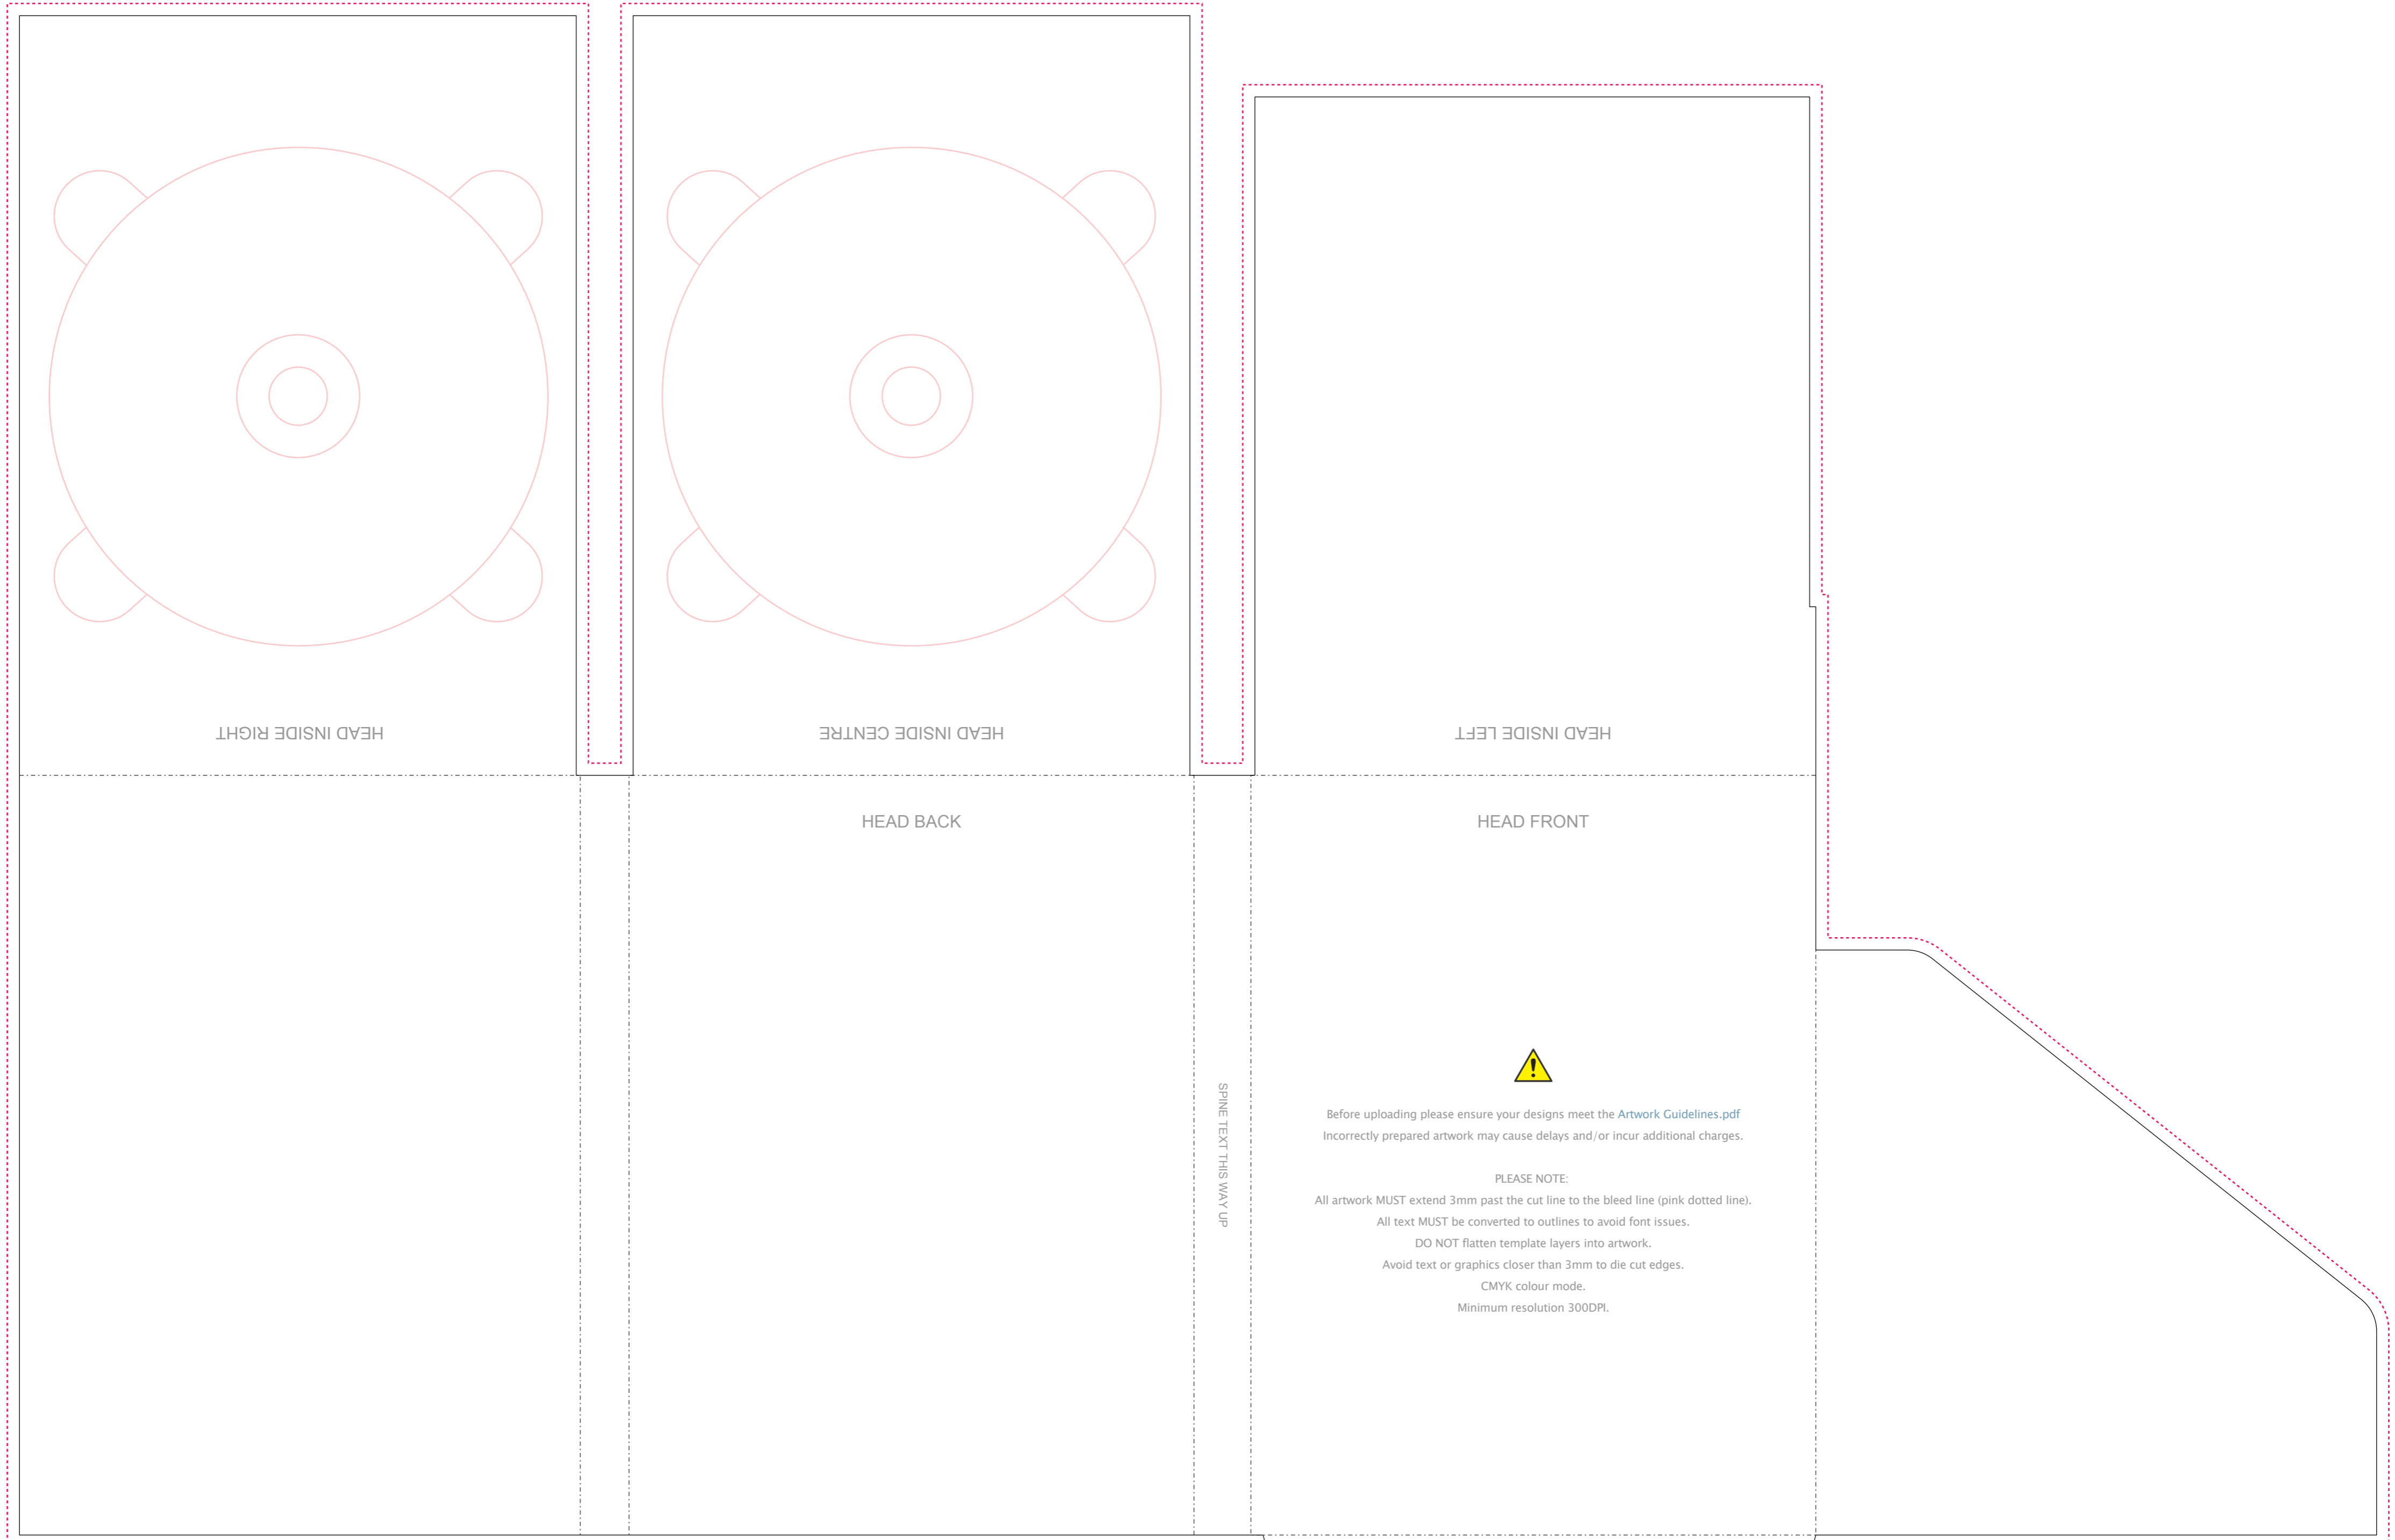 HEAD INSIDE RIGHT
HEAD INSIDE CENTRE
HEAD INSIDE LEFT
HEAD BACK
HEAD FRONT
SPINE TEXT THIS WAY UP
Before uploading please ensure your designs meet the Artwork Guidelines.pdf
Incorrectly prepared artwork may cause delays and/or incur additional charges.
PLEASE NOTE:
All artwork MUST extend 3mm past the cut line to the bleed line (pink dotted line).
All text MUST be converted to outlines to avoid font issues.
DO NOT flatten template layers into artwork.
Avoid text or graphics closer than 3mm to die cut edges.
CMYK colour mode.
Minimum resolution 300DPI.